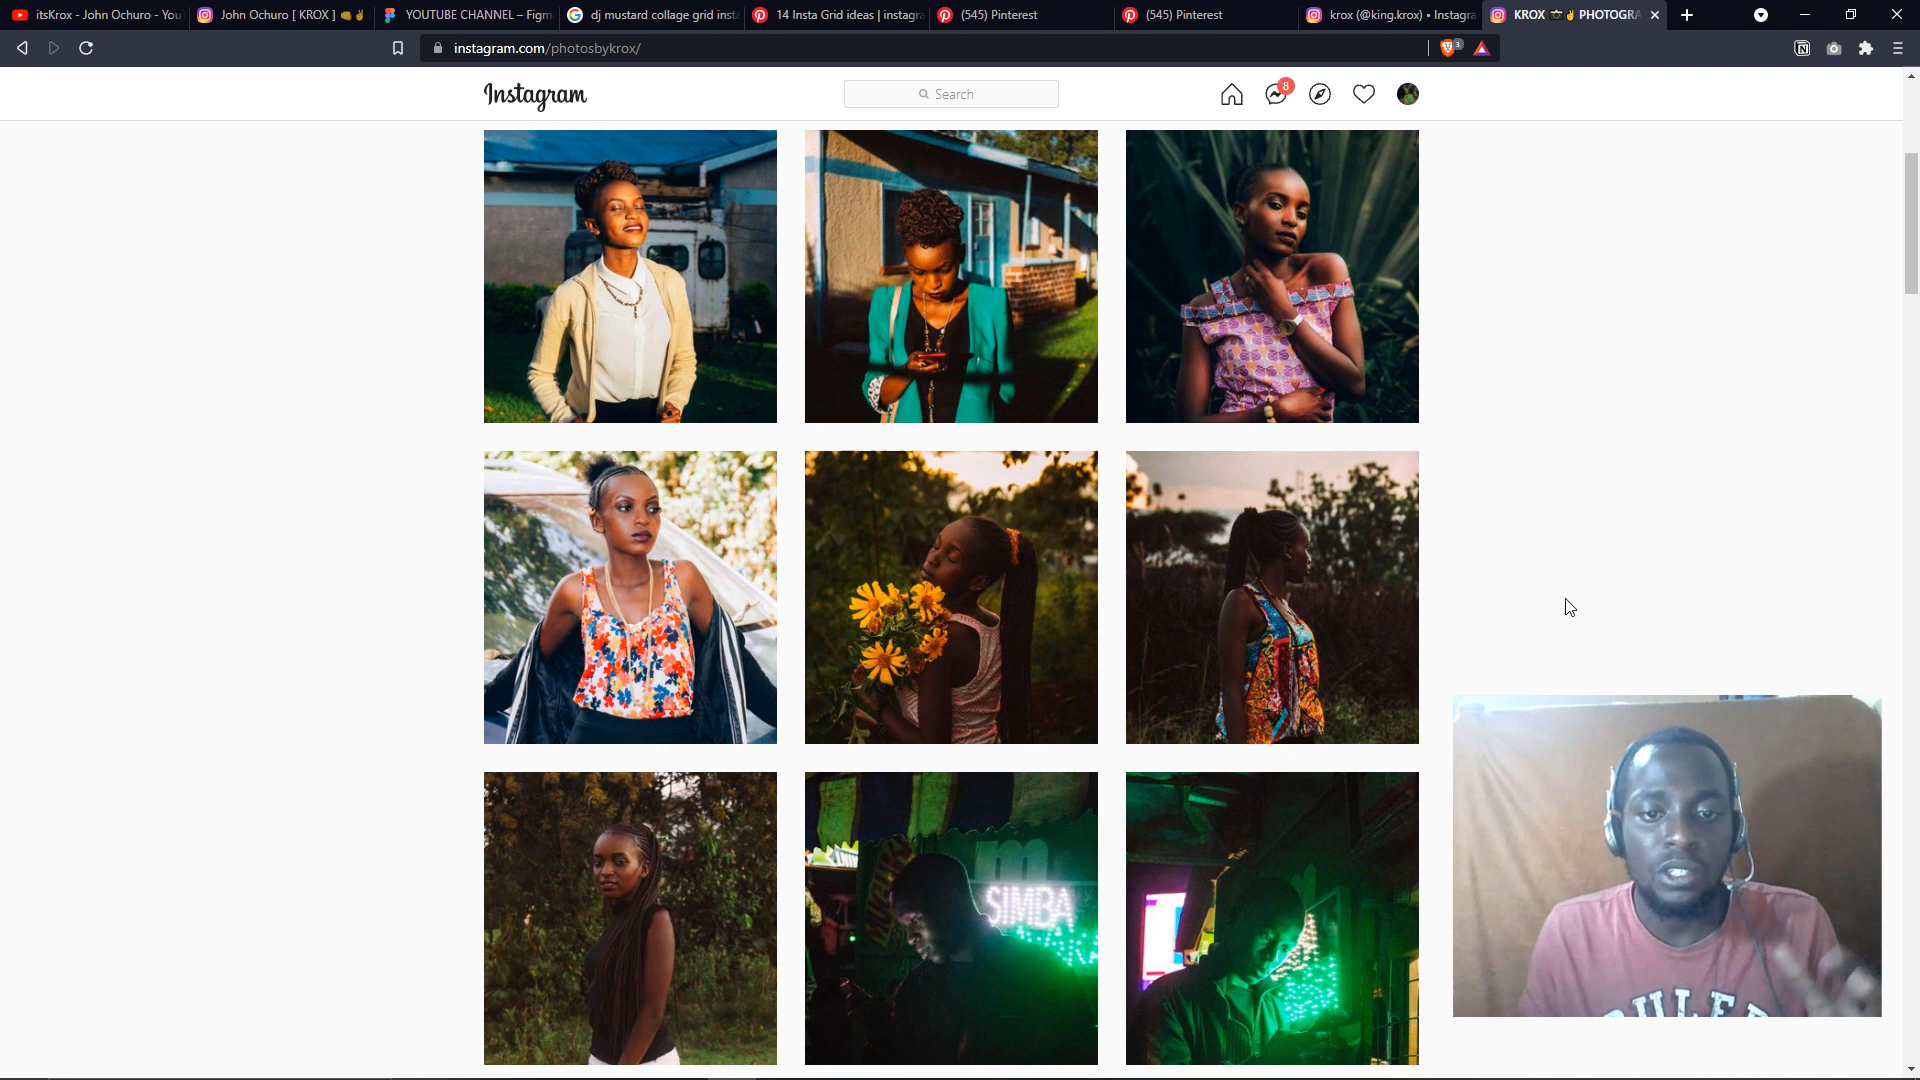 itsKrox - John Ochuro - You
John Ochuro [ KROX ]
YOUTUBE CHANNEL – Figm
dj mustard collage grid insta
14 Insta Grid ideas | instagra
(545) Pinterest
(545) Pinterest
krox (@king.krox) • Instagra
KROX PHOTOGRA
instagram.com/photosbykrox/
3
Instagram
Search
8
m
SIMBA